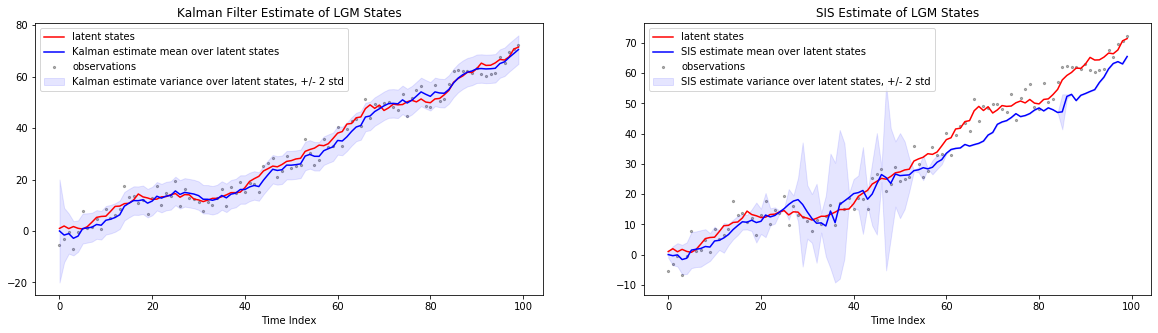 Kalman Filter Estimate of LGM States
80
60
40
20
0
−20
latent states
Kalman estimate mean over latent states
observations
Kalman estimate variance over latent states, +/- 2 std
0 20 40 60 80 100
Time Index
SIS Estimate of LGM States
70
60
50
40
30
20
10
0
−10
latent states
SIS estimate mean over latent states
observations
SIS estimate variance over latent states, +/- 2 std
0 20 40 60 80 100
Time Index